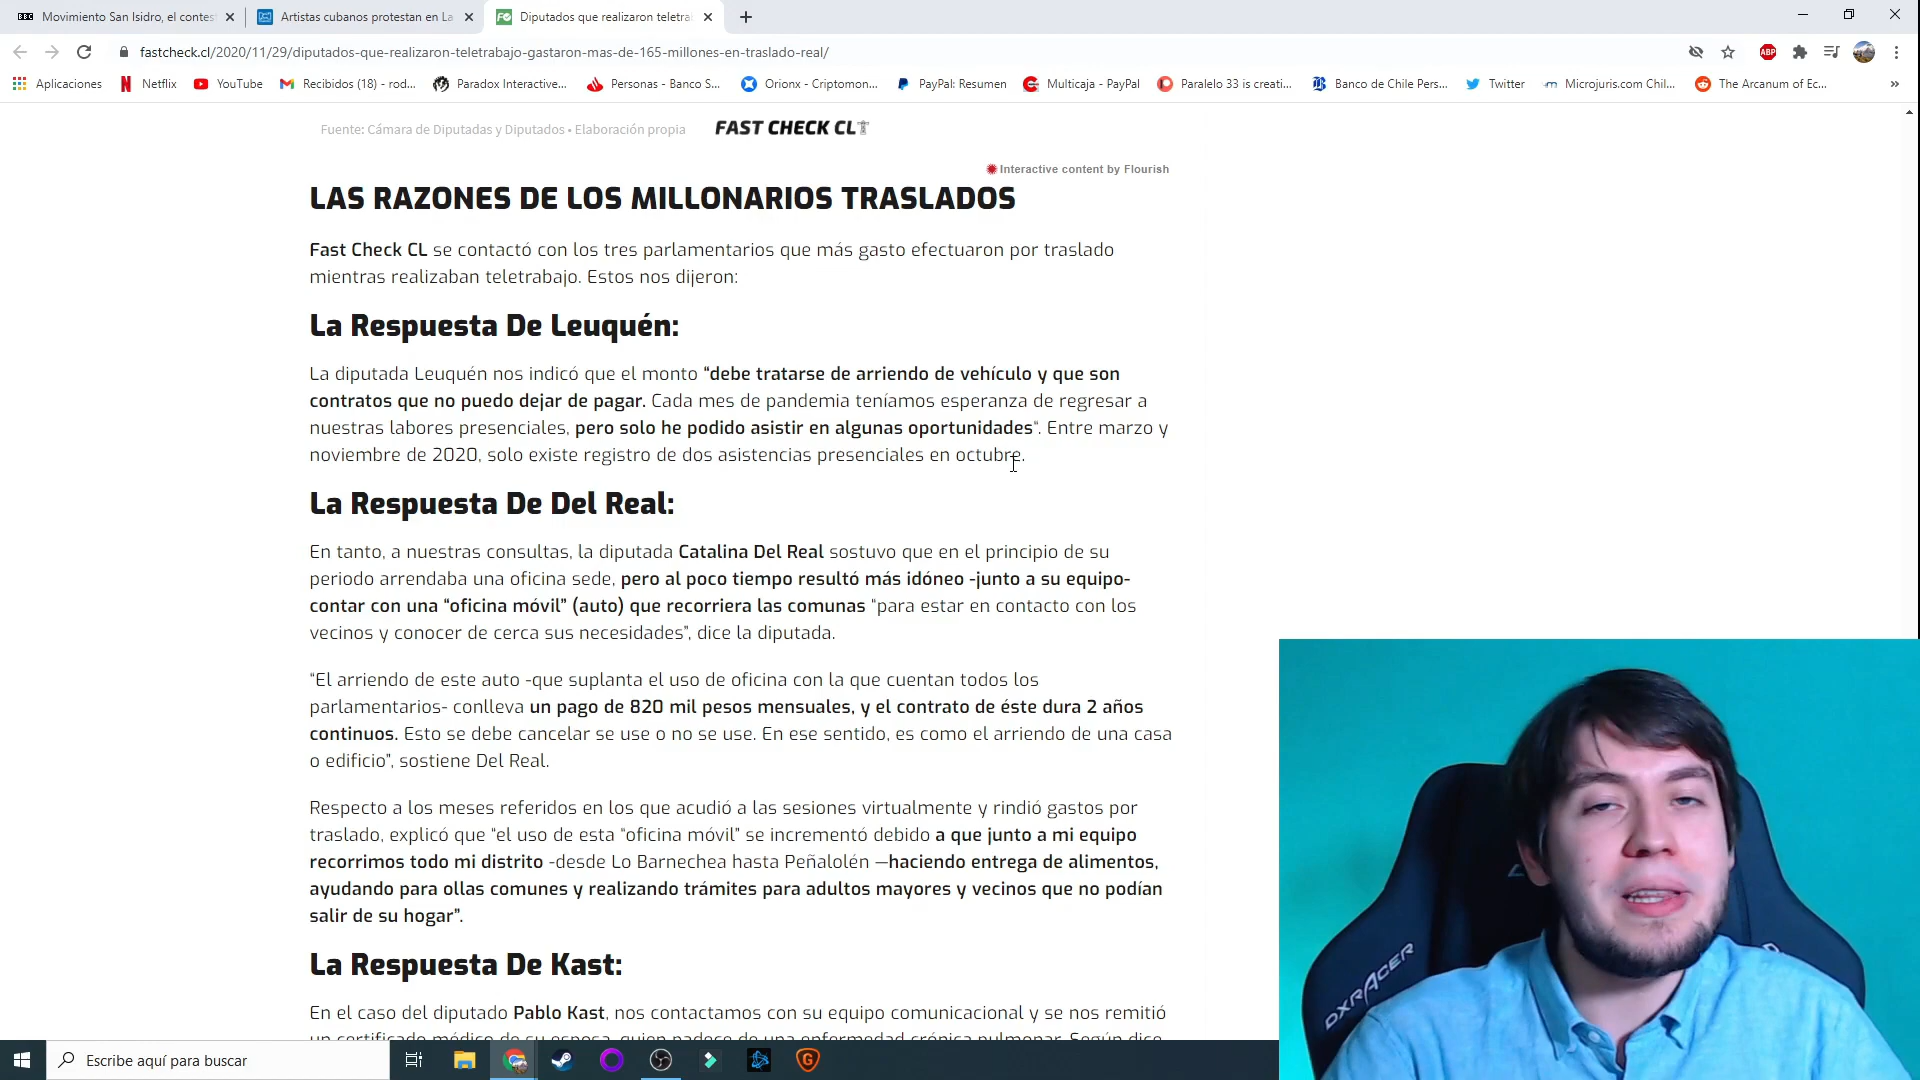 Movimiento San Isidro, el contes
Artistas cubanos protestan en La
Diputados que realizaron teletra
fastcheck.cl/2020/11/29/diputados-que-realizaron-teletrabajo-gastaron-mas-de-165-millones-en-traslado-real/
Aplicaciones
Netflix
YouTube
Recibidos (18) - rod...
Paradox Interactive...
Personas - Banco S...
Orionx - Criptomon...
PayPal: Resumen
Multicaja - PayPal
Paralelo 33 is creati...
Banco de Chile Pers...
Twitter
Microjuris.com Chil...
The Arcanum of Ec...
»
Fuente: Cámara de Diputadas y Diputados • Elaboración propia
FAST CHECK CL
Interactive content by Flourish
LAS RAZONES DE LOS MILLONARIOS TRASLADOS
Fast Check CL se contactó con los tres parlamentarios que más gasto efectuaron por traslado
mientras realizaban teletrabajo. Estos nos dijeron:
La Respuesta De Leuquén:
La diputada Leuquén nos indicó que el monto “debe tratarse de arriendo de vehículo y que son
contratos que no puedo dejar de pagar. Cada mes de pandemia teníamos esperanza de regresar a
nuestras labores presenciales, pero solo he podido asistir en algunas oportunidades“. Entre marzo y
noviembre de 2020, solo existe registro de dos asistencias presenciales en octubre.
La Respuesta De Del Real:
En tanto, a nuestras consultas, la diputada Catalina Del Real sostuvo que en el principio de su
periodo arrendaba una oficina sede, pero al poco tiempo resultó más idóneo -junto a su equipo-
contar con una “oficina móvil” (auto) que recorriera las comunas “para estar en contacto con los
vecinos y conocer de cerca sus necesidades”, dice la diputada.
“El arriendo de este auto -que suplanta el uso de oficina con la que cuentan todos los
parlamentarios- conlleva un pago de 820 mil pesos mensuales, y el contrato de éste dura 2 años
continuos. Esto se debe cancelar se use o no se use. En ese sentido, es como el arriendo de una casa
o edificio”, sostiene Del Real.
Respecto a los meses referidos en los que acudió a las sesiones virtualmente y rindió gastos por
traslado, explicó que “el uso de esta “oficina móvil” se incrementó debido a que junto a mi equipo
recorrimos todo mi distrito -desde Lo Barnechea hasta Peñalolén —haciendo entrega de alimentos,
ayudando para ollas comunes y realizando trámites para adultos mayores y vecinos que no podían
salir de su hogar”.
La Respuesta De Kast:
En el caso del diputado Pablo Kast, nos contactamos con su equipo comunicacional y se nos remitió
un certificado médico de su esposa, quien padece de una enfermedad crónica pulmonar. Según dice
DXRACER
Escribe aquí para buscar